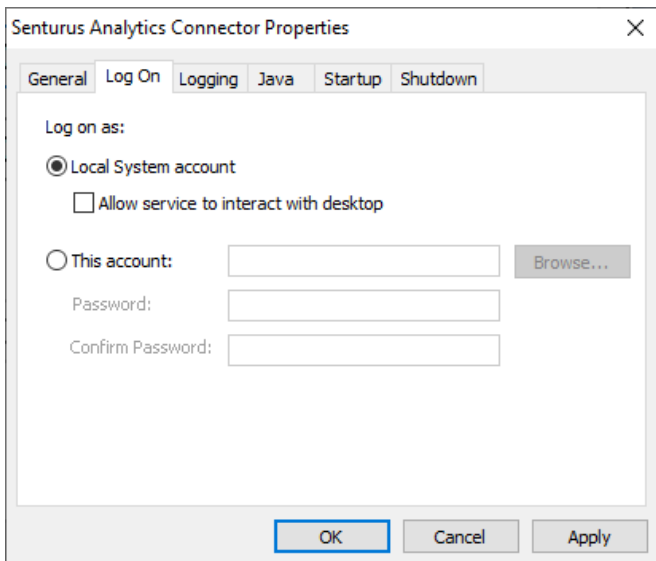 Senturus Analytics Connector Properties
General Log On Logging Java Startup Shutdown
Log on as:
Local System account
Allow service to interact with desktop
This account: Browse...
Password:
Confirm Password:
OK Cancel Apply